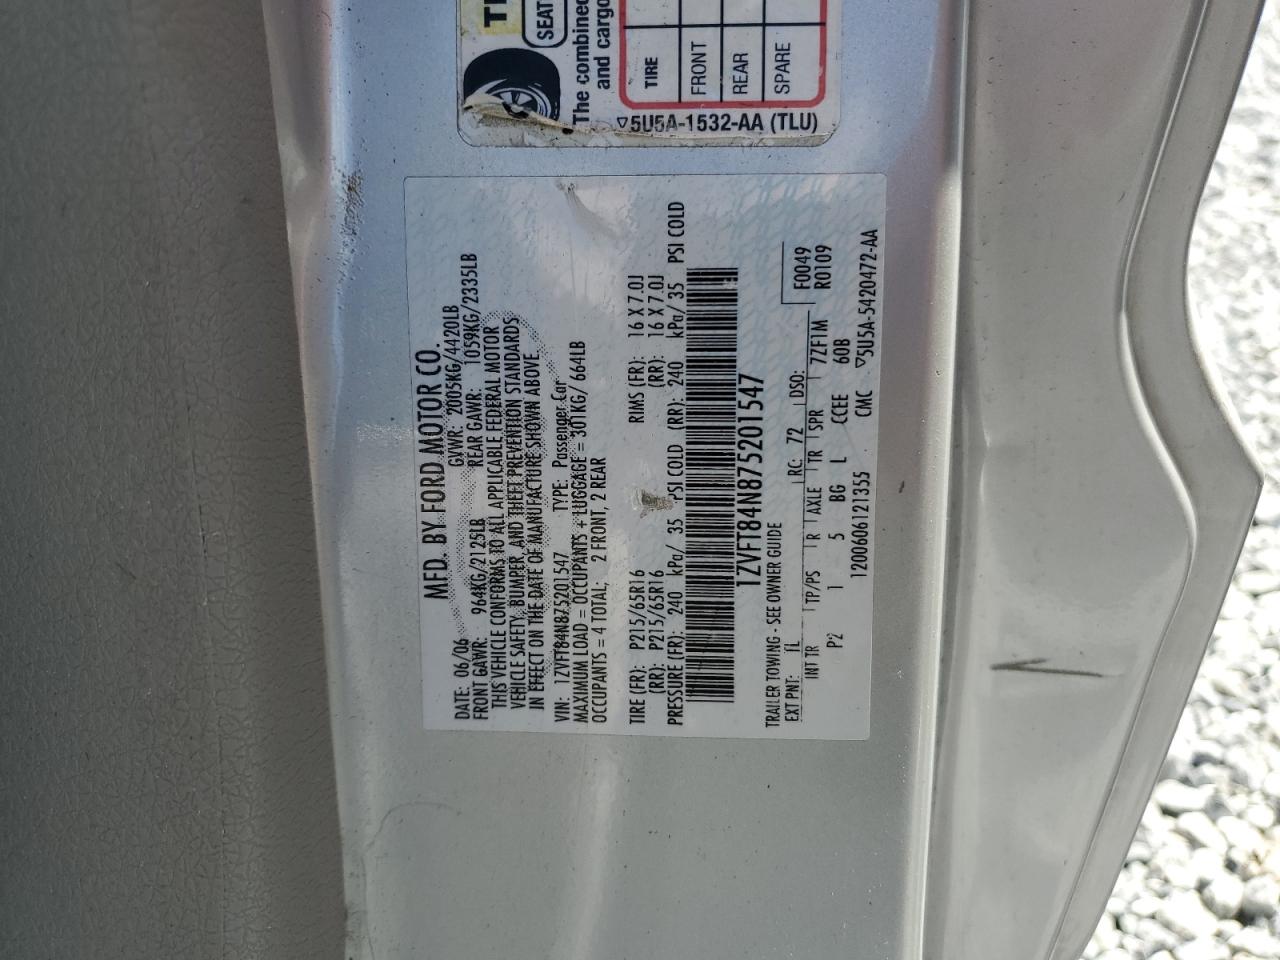 SEAT
The combined
and cargo
TIRE
FRONT
REAR
SPARE
▽5U5A-1532-AA (TLU)
MFD. BY FORD MOTOR CO.
DATE: 06/06 GVWR: 2005KG/4420LB
FRONT GAWR: 964KG/2125LB REAR GAWR: 1059KG/2335LB
THIS VEHICLE CONFORMS TO ALL APPLICABLE FEDERAL MOTOR
VEHICLE SAFETY, BUMPER, AND THEFT PREVENTION STANDARDS
IN EFFECT ON THE DATE OF MANUFACTURE SHOWN ABOVE.
VIN: 1ZVFT84N875201547 TYPE: Passenger Car
MAXIMUM LOAD = OCCUPANTS + LUGGAGE = 301KG/ 664LB
OCCUPANTS = 4 TOTAL; 2 FRONT, 2 REAR
TIRE (FR): P215/65R16 RIMS (FR): 16 X 7.0J
(RR): P215/65R16 (RR): 16 X 7.0J
PRESSURE (FR): 240 kPa/ 35 PSI COLD (RR): 240 kPa/ 35 PSI COLD
1ZVFT84N875201547
TRAILER TOWING - SEE OWNER GUIDE
EXT PNT: TL RC: 72 DSO: F0049
R0109
INT TR TP/PS R AXLE TR SPR 7ZF1M
P2 1 5 BG L CCEE 60B
1200606121355 CMC ▽5U5A-5420472-AA